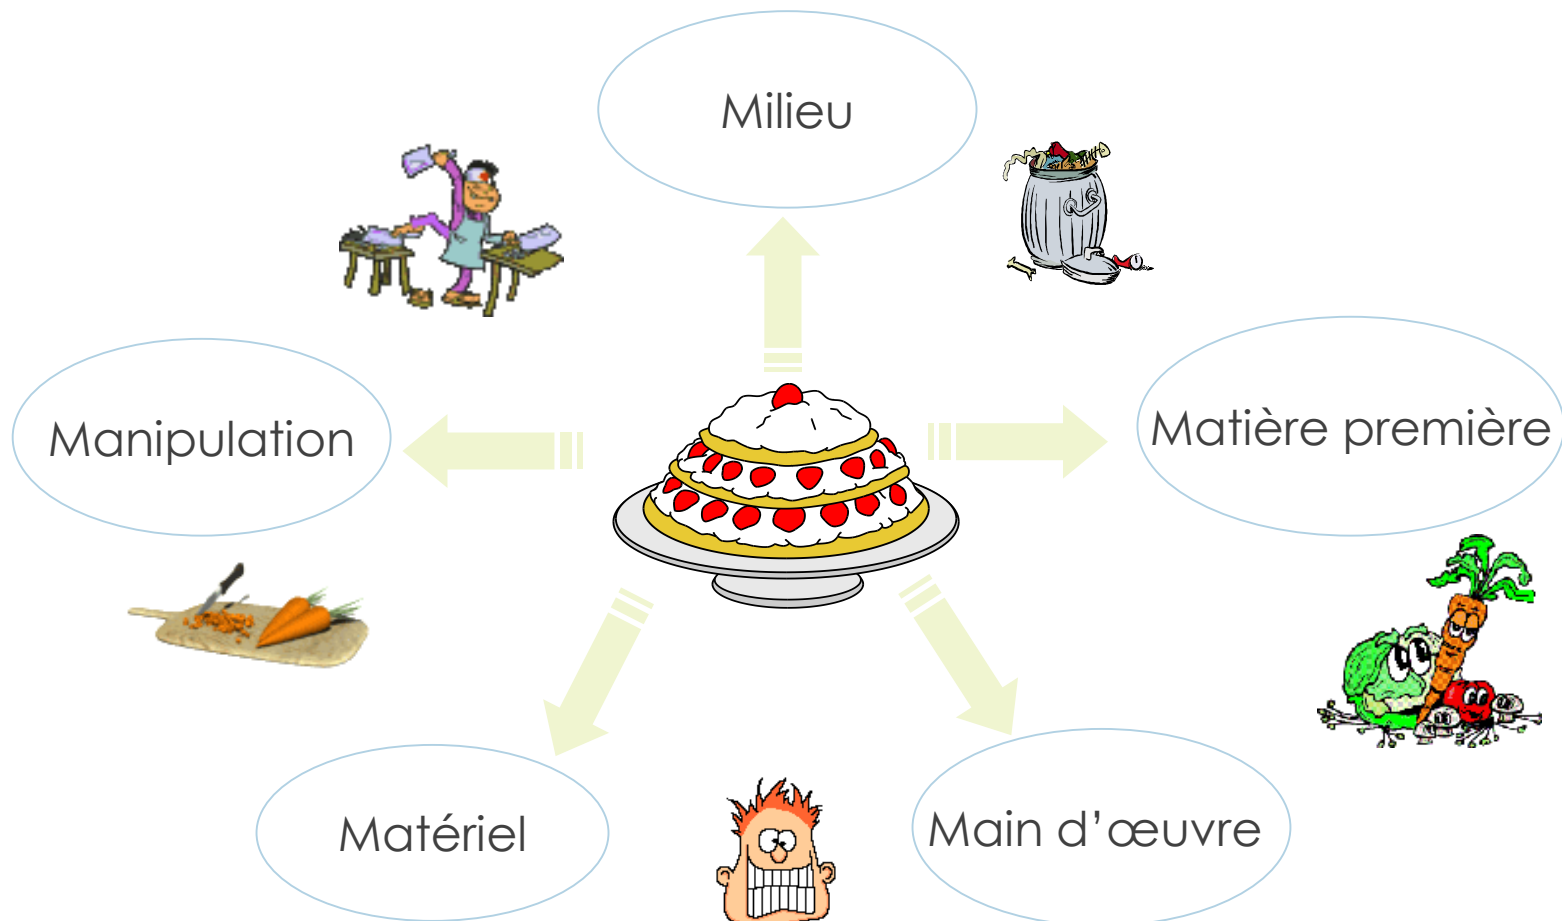 Milieu
Manipulation
Matière première
Matériel
Main d’œuvre